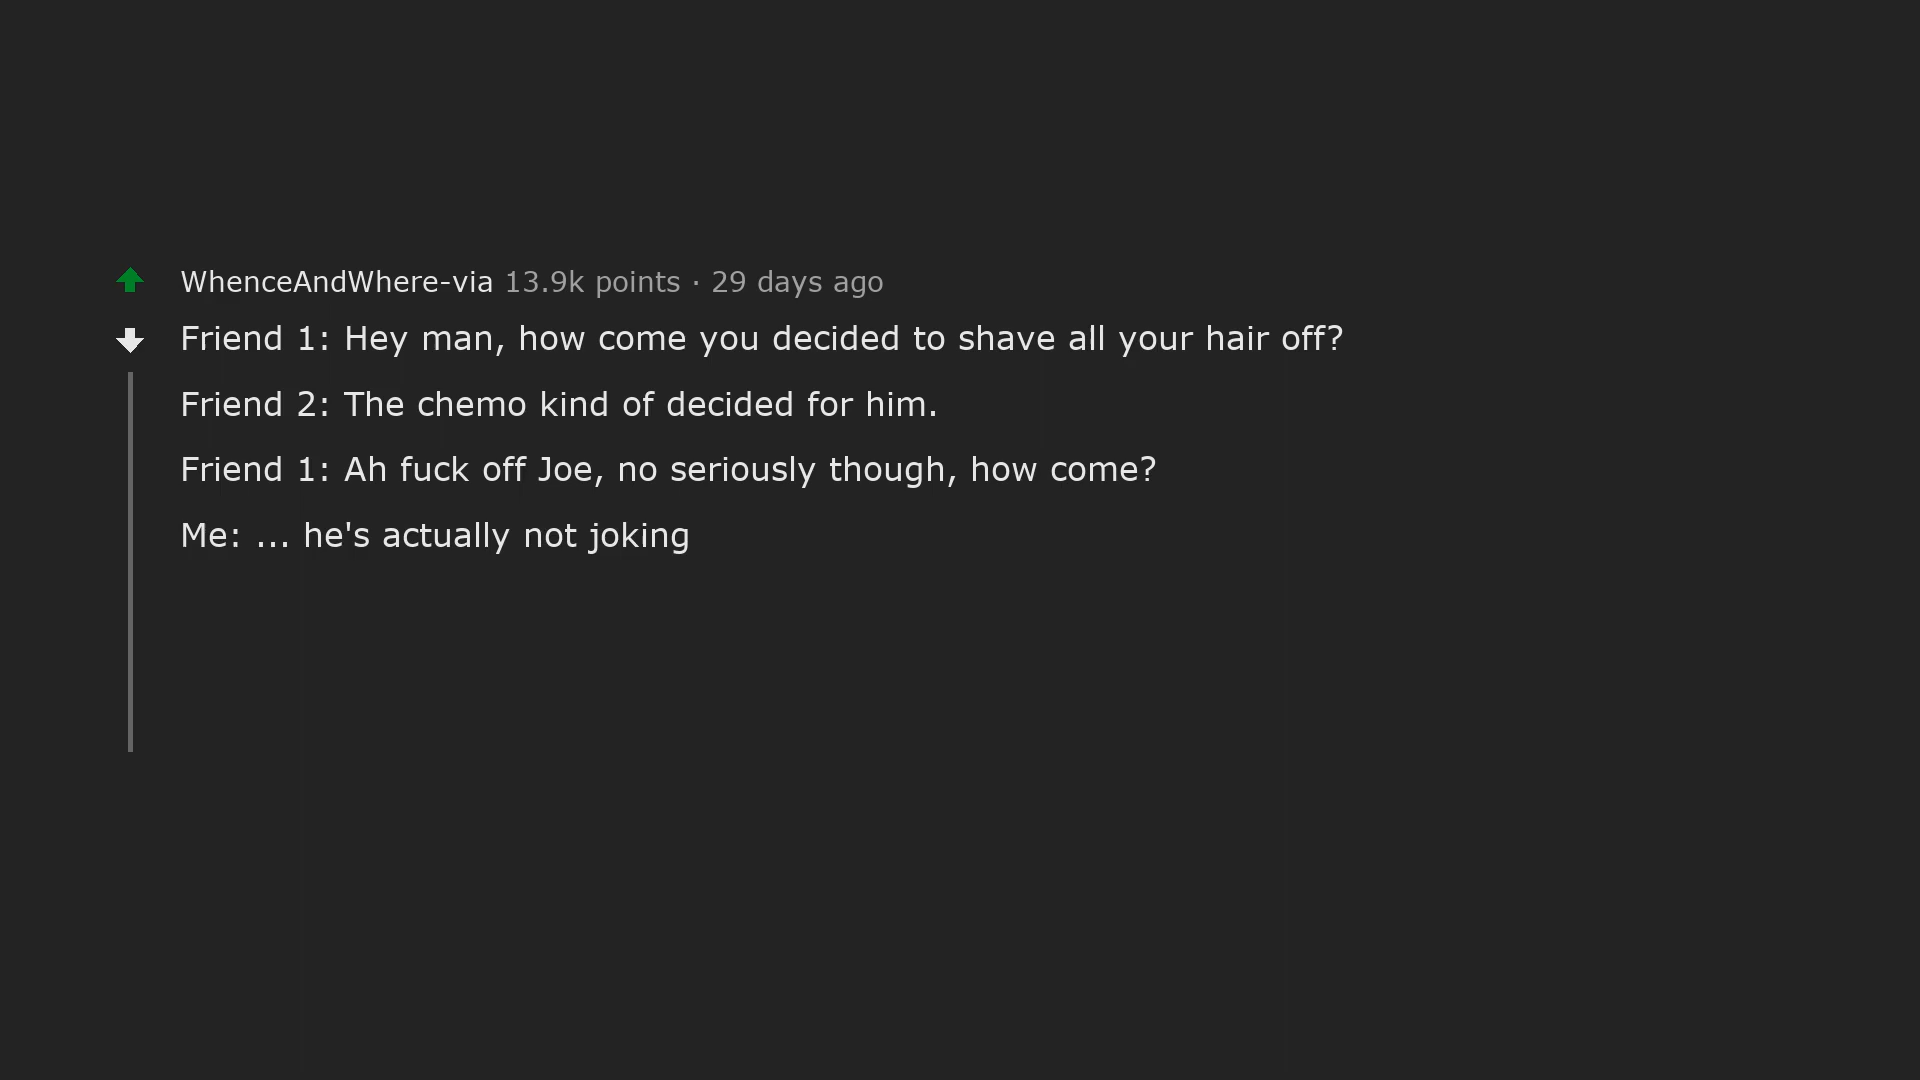 WhenceAndWhere-via 13.9k points · 29 days ago
Friend 1: Hey man, how come you decided to shave all your hair off?
Friend 2: The chemo kind of decided for him.
Friend 1: Ah fuck off Joe, no seriously though, how come?
Me: ... he's actually not joking